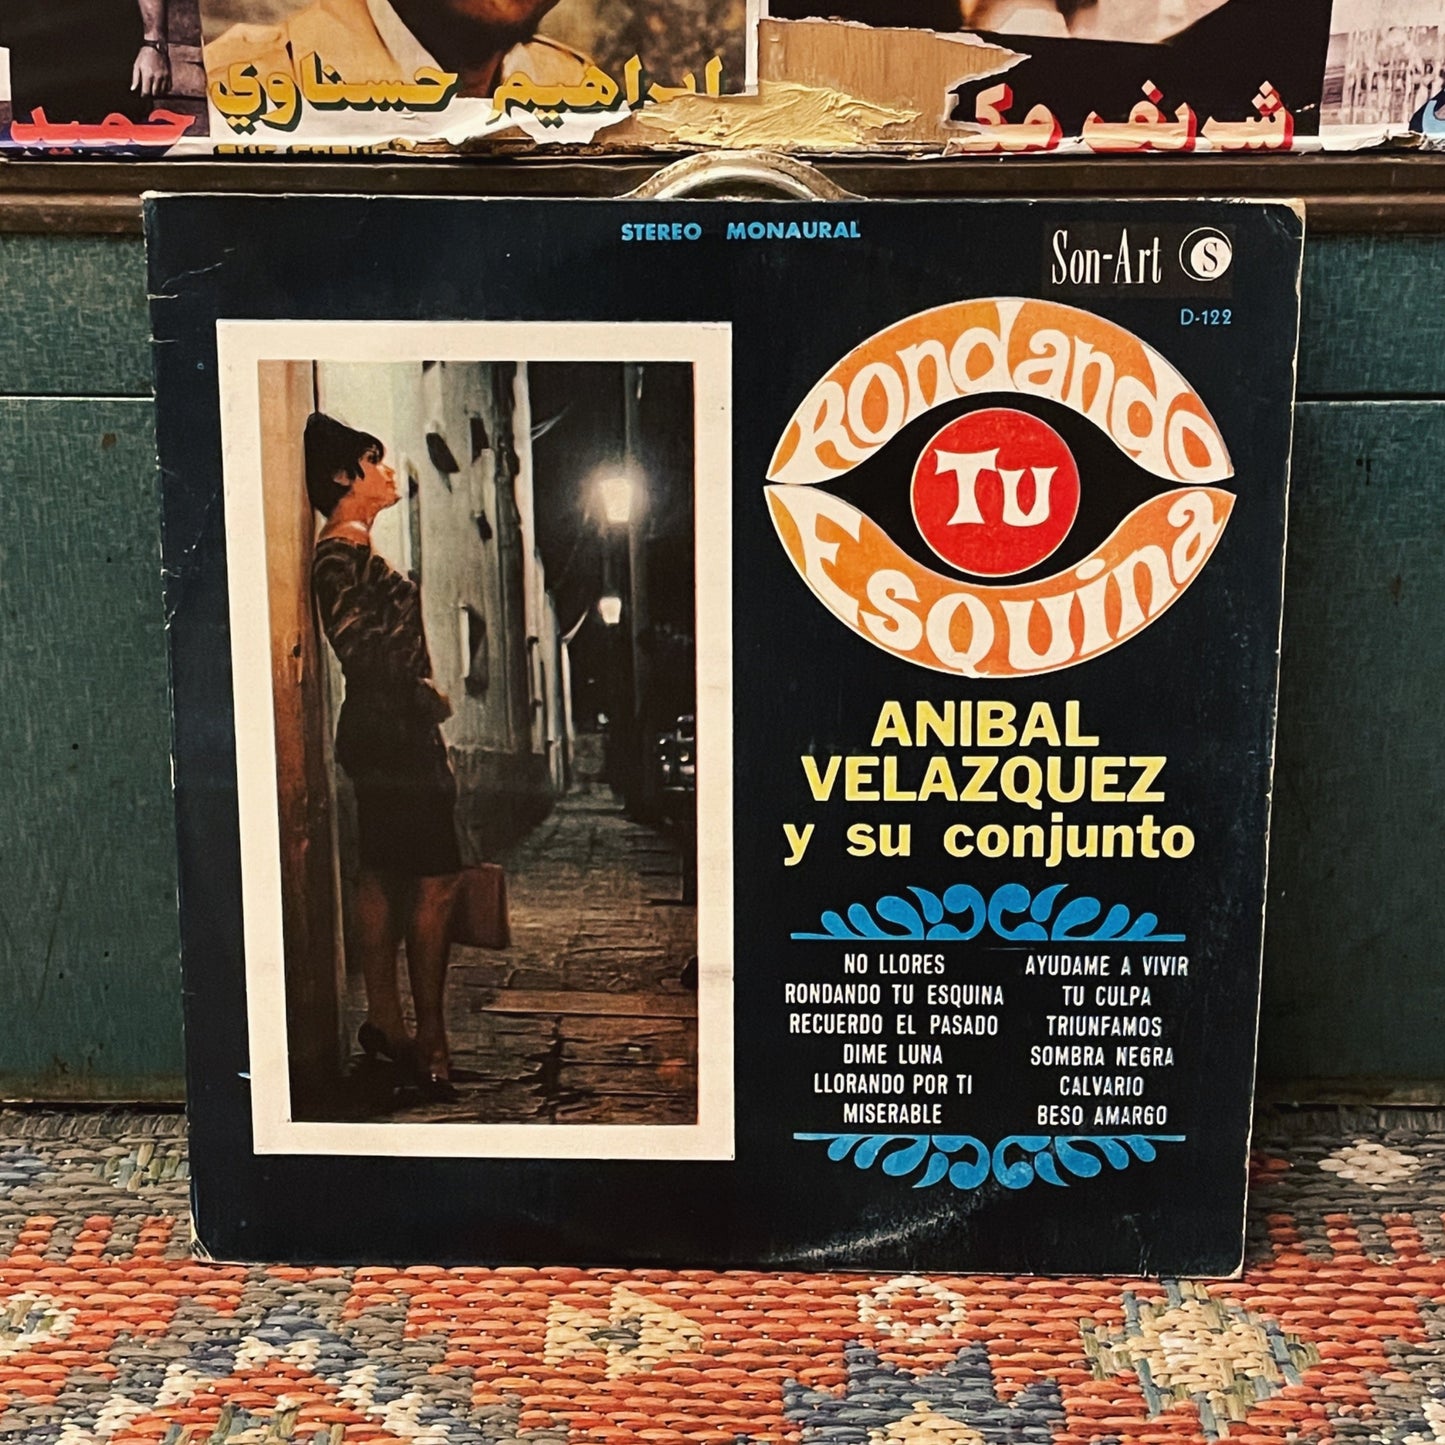 حميد
ابراهيم حسناوي
شريف مك
STEREO MONAURAL
Son-Art S
D-122
Rondando
Tu
Esquina
ANIBAL
VELAZQUEZ
y su conjunto
NO LLORES
RONDANDO TU ESQUINA
RECUERDO EL PASADO
DIME LUNA
LLORANDO POR TI
MISERABLE
AYUDAME A VIVIR
TU CULPA
TRIUNFAMOS
SOMBRA NEGRA
CALVARIO
BESO AMARGO